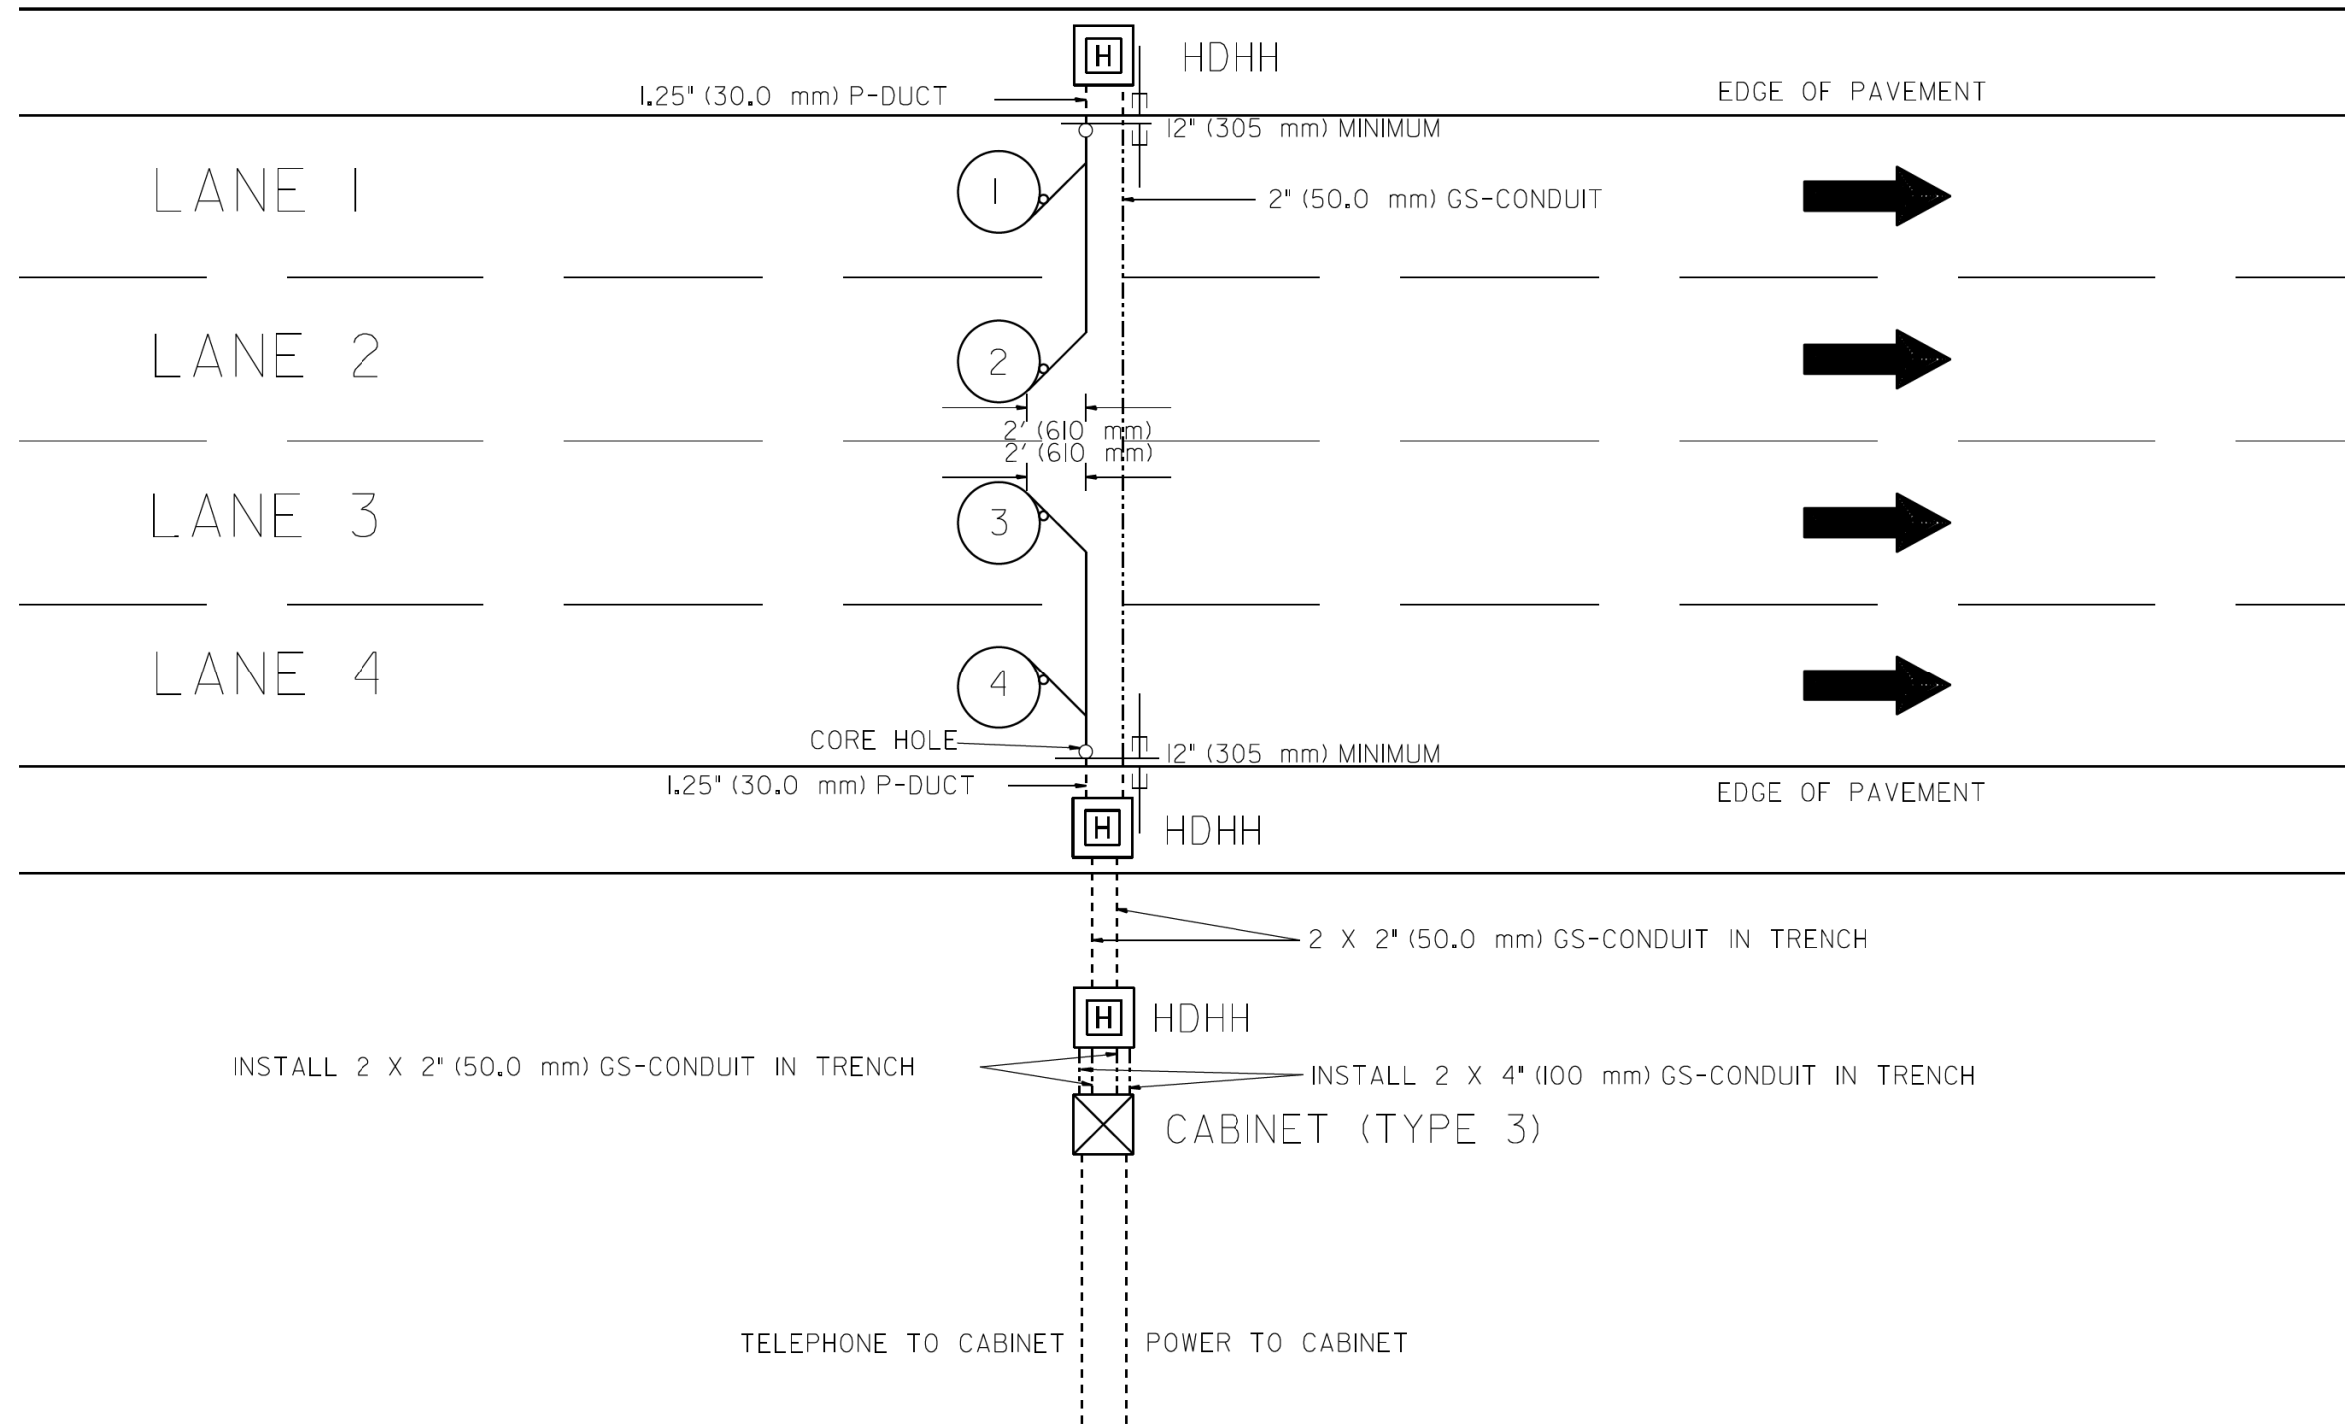 H HDHH
1.25" (30.0 mm) P-DUCT
EDGE OF PAVEMENT
12" (305 mm) MINIMUM
LANE 1
1
2" (50.0 mm) GS-CONDUIT
LANE 2
2
2' (610 mm)
2' (610 mm)
LANE 3
3
LANE 4
4
CORE HOLE
12" (305 mm) MINIMUM
1.25" (30.0 mm) P-DUCT
EDGE OF PAVEMENT
H HDHH
2 X 2" (50.0 mm) GS-CONDUIT IN TRENCH
H HDHH
INSTALL 2 X 2" (50.0 mm) GS-CONDUIT IN TRENCH
INSTALL 2 X 4" (100 mm) GS-CONDUIT IN TRENCH
CABINET (TYPE 3)
TELEPHONE TO CABINET
POWER TO CABINET